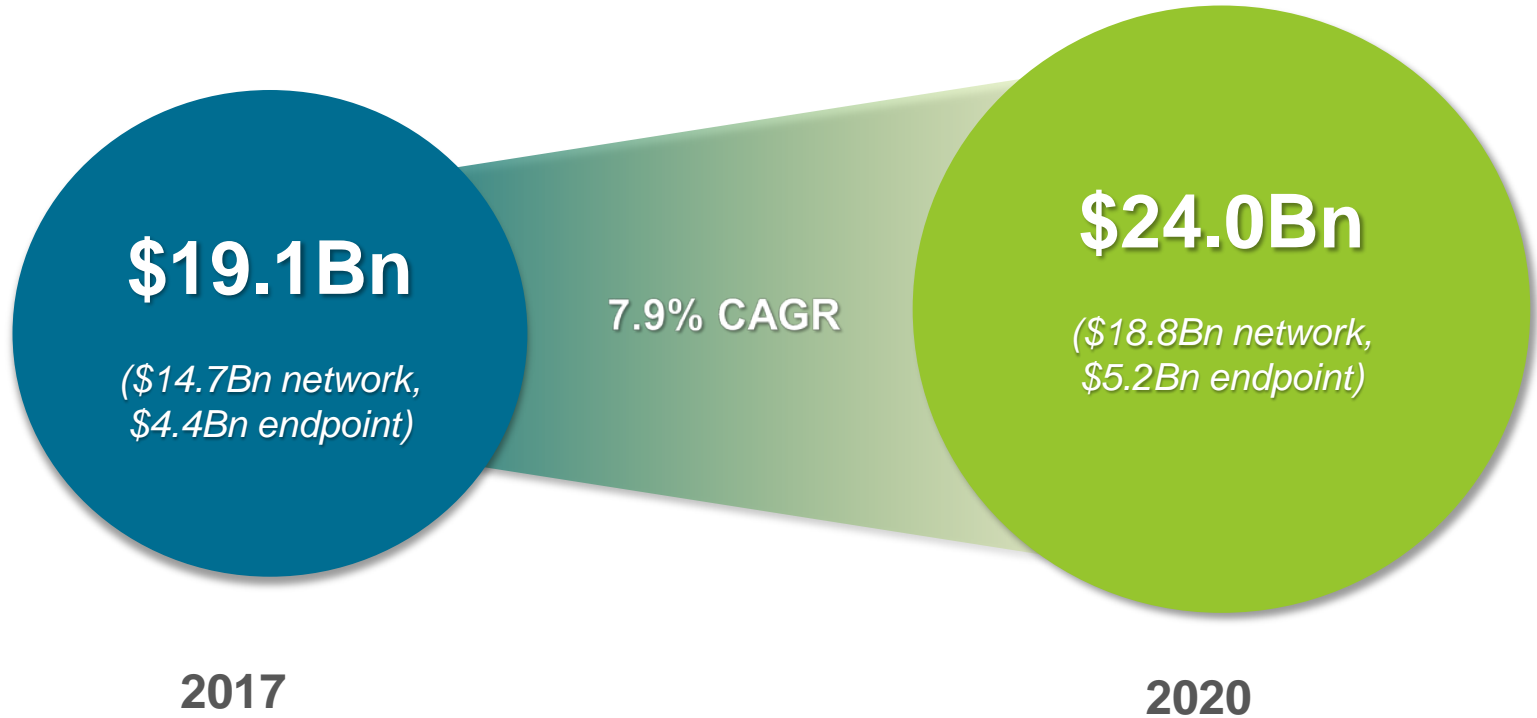 $19.1Bn
($14.7Bn network,
$4.4Bn endpoint)
7.9% CAGR
$24.0Bn
($18.8Bn network,
$5.2Bn endpoint)
2017
2020